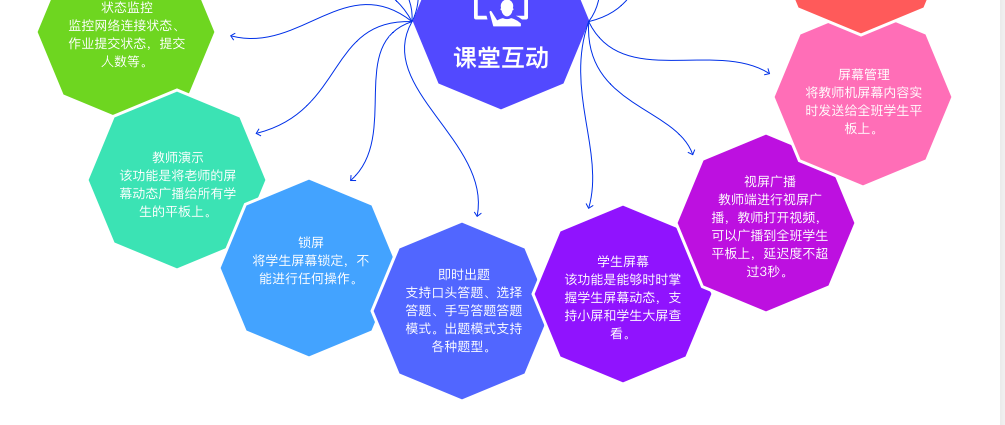 状态监控
监控网络连接状态、
作业提交状态，提交
人数等。
课堂互动
屏幕管理
将教师机屏幕内容实
时发送给全班学生平
板上。
教师演示
该功能是将老师的屏
幕动态广播给所有学
生的平板上。
视屏广播
教师端进行视屏广
播，教师打开视频，
可以广播到全班学生
平板上，延迟度不超
过3秒。
锁屏
将学生屏幕锁定，不
能进行任何操作。
即时出题
支持口头答题、选择
答题、手写答题答题
模式。出题模式支持
各种题型。
学生屏幕
该功能是能够时时掌
握学生屏幕动态，支
持小屏和学生大屏查
看。